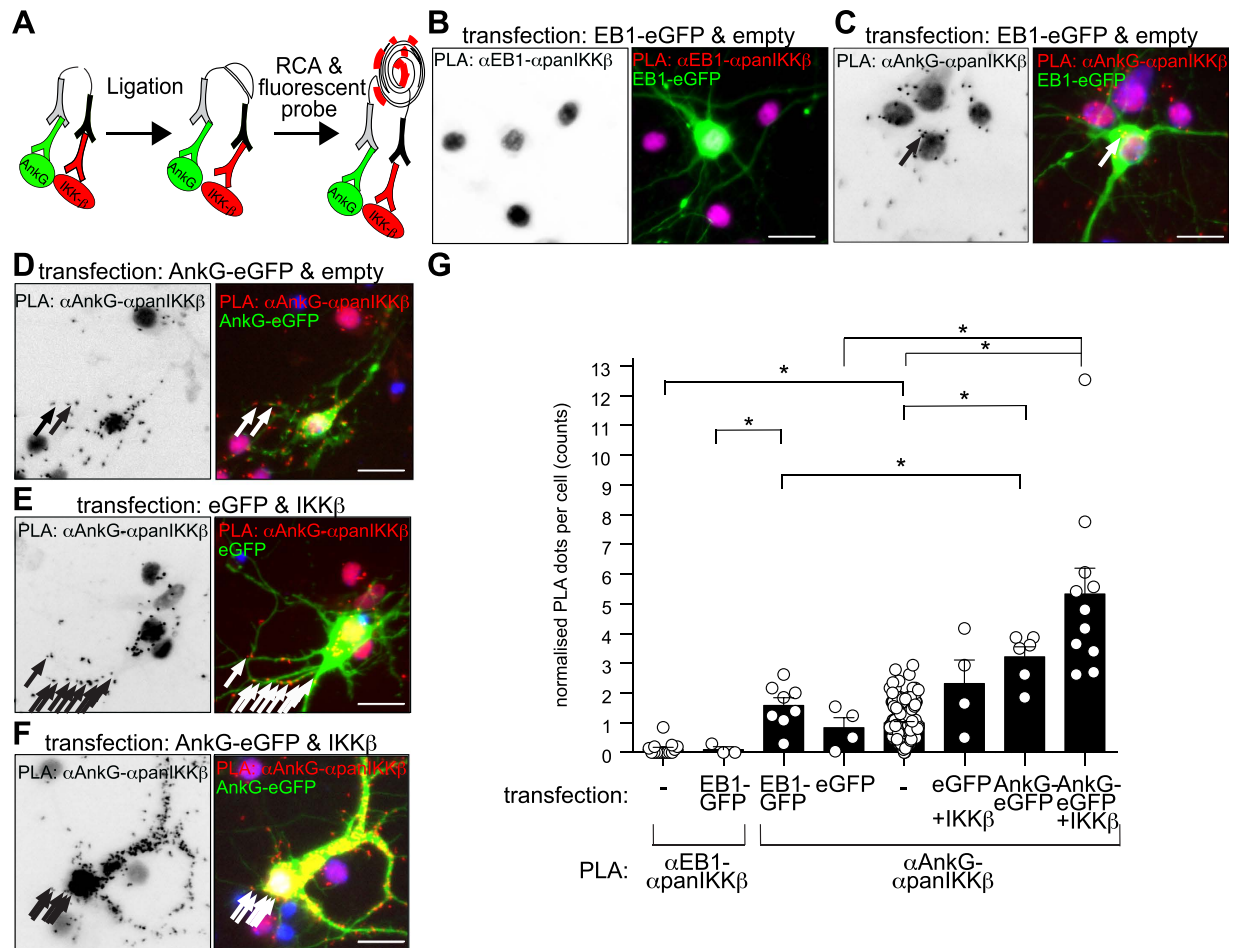 A
Ligation
RCA &
fluorescent
probe
AnkG
IKK-β
AnkG
IKK-β
AnkG
IKK-β
B
transfection: EB1-eGFP & empty
PLA: αEB1-αpanIKKβ
PLA: αEB1-αpanIKKβ
EB1-eGFP
C
transfection: EB1-eGFP & empty
PLA: αAnkG-αpanIKKβ
PLA: αAnkG-αpanIKKβ
EB1-eGFP
D
transfection: AnkG-eGFP & empty
PLA: αAnkG-αpanIKKβ
PLA: αAnkG-αpanIKKβ
AnkG-eGFP
E
transfection: eGFP & IKKβ
PLA: αAnkG-αpanIKKβ
PLA: αAnkG-αpanIKKβ
eGFP
F
transfection: AnkG-eGFP & IKKβ
PLA: αAnkG-αpanIKKβ
PLA: αAnkG-αpanIKKβ
AnkG-eGFP
G
normalised PLA dots per cell (counts)
13
12
11
10
9
8
7
6
5
4
3
2
1
0
* * * * * *
transfection:
-
EB1-
GFP
EB1-
GFP
eGFP
-
eGFP
+IKKβ
AnkG-
eGFP
AnkG-
eGFP
+IKKβ
PLA:
αEB1-
αpanIKKβ
αAnkG-
αpanIKKβ